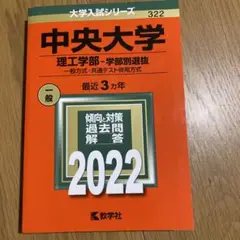 大学入試シリーズ
322
中央大学
理工学部-学部別選抜
一般方式・共通テスト併用方式
一般
最近3カ年
傾向と対策
過去問
解答
2022
教学社